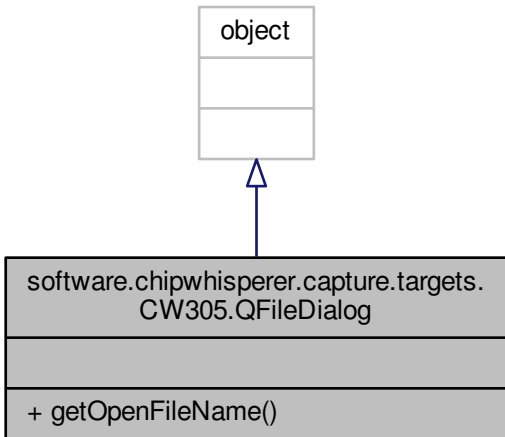 object
software.chipwhisperer.capture.targets.
CW305.QFileDialog
+ getOpenFileName()